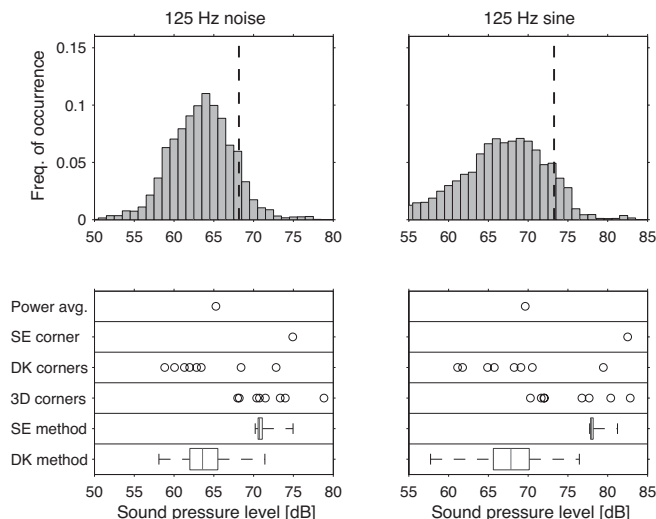 125 Hz noise
125 Hz sine
Freq. of occurrence
0.15
0.1
0.05
0
50 55 60 65 70 75 80
55 60 65 70 75 80 85
Power avg.
SE corner
DK corners
3D corners
SE method
DK method
50 55 60 65 70 75 80
55 60 65 70 75 80 85
Sound pressure level [dB]
Sound pressure level [dB]